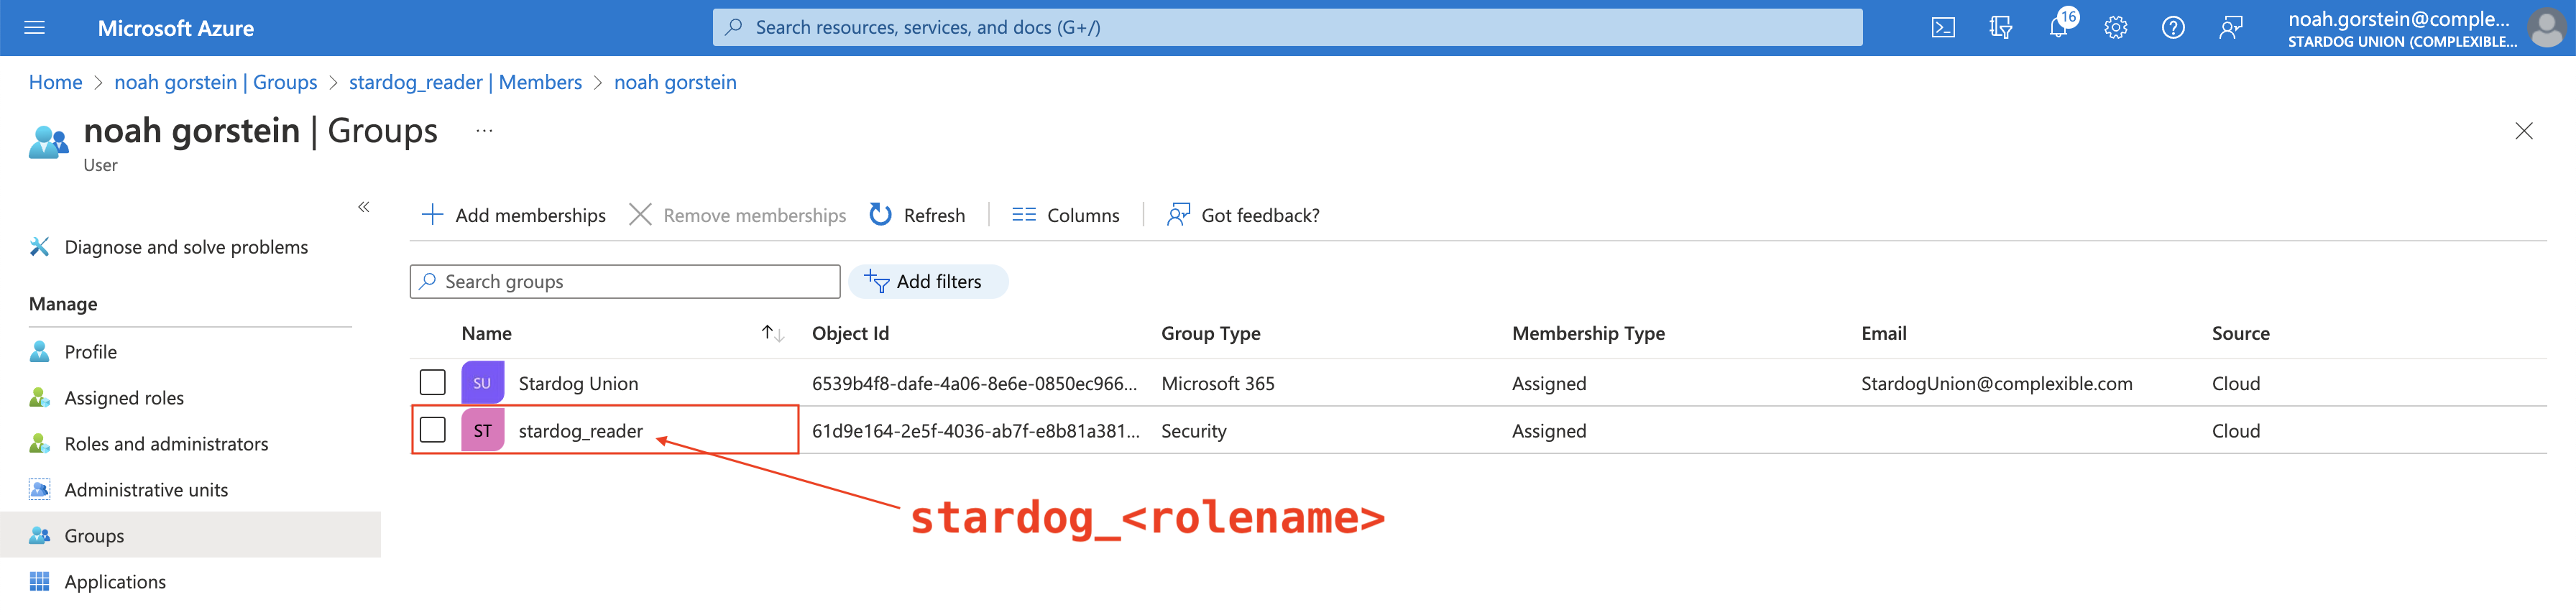 Microsoft Azure
Search resources, services, and docs (G+/)
16
noah.gorstein@comple...
STARDOG UNION (COMPLEXIBLE...
Home > noah gorstein | Groups > stardog_reader | Members > noah gorstein
noah gorstein | Groups ...
User
«
Diagnose and solve problems
Manage
Profile
Assigned roles
Roles and administrators
Administrative units
Groups
Applications
Add memberships Remove memberships Refresh Columns Got feedback?
Search groups Add filters
Name Object Id Group Type Membership Type Email Source
SU Stardog Union 6539b4f8-dafe-4a06-8e6e-0850ec966... Microsoft 365 Assigned StardogUnion@complexible.com Cloud
ST stardog_reader 61d9e164-2e5f-4036-ab7f-e8b81a381... Security Assigned Cloud
stardog_<rolename>